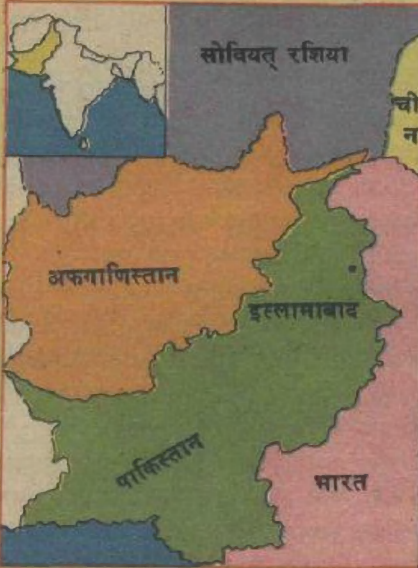 सोवियत् रशिया
ची
न
अफगाणिस्तान
इस्लामाबाद
पाकिस्तान
भारत